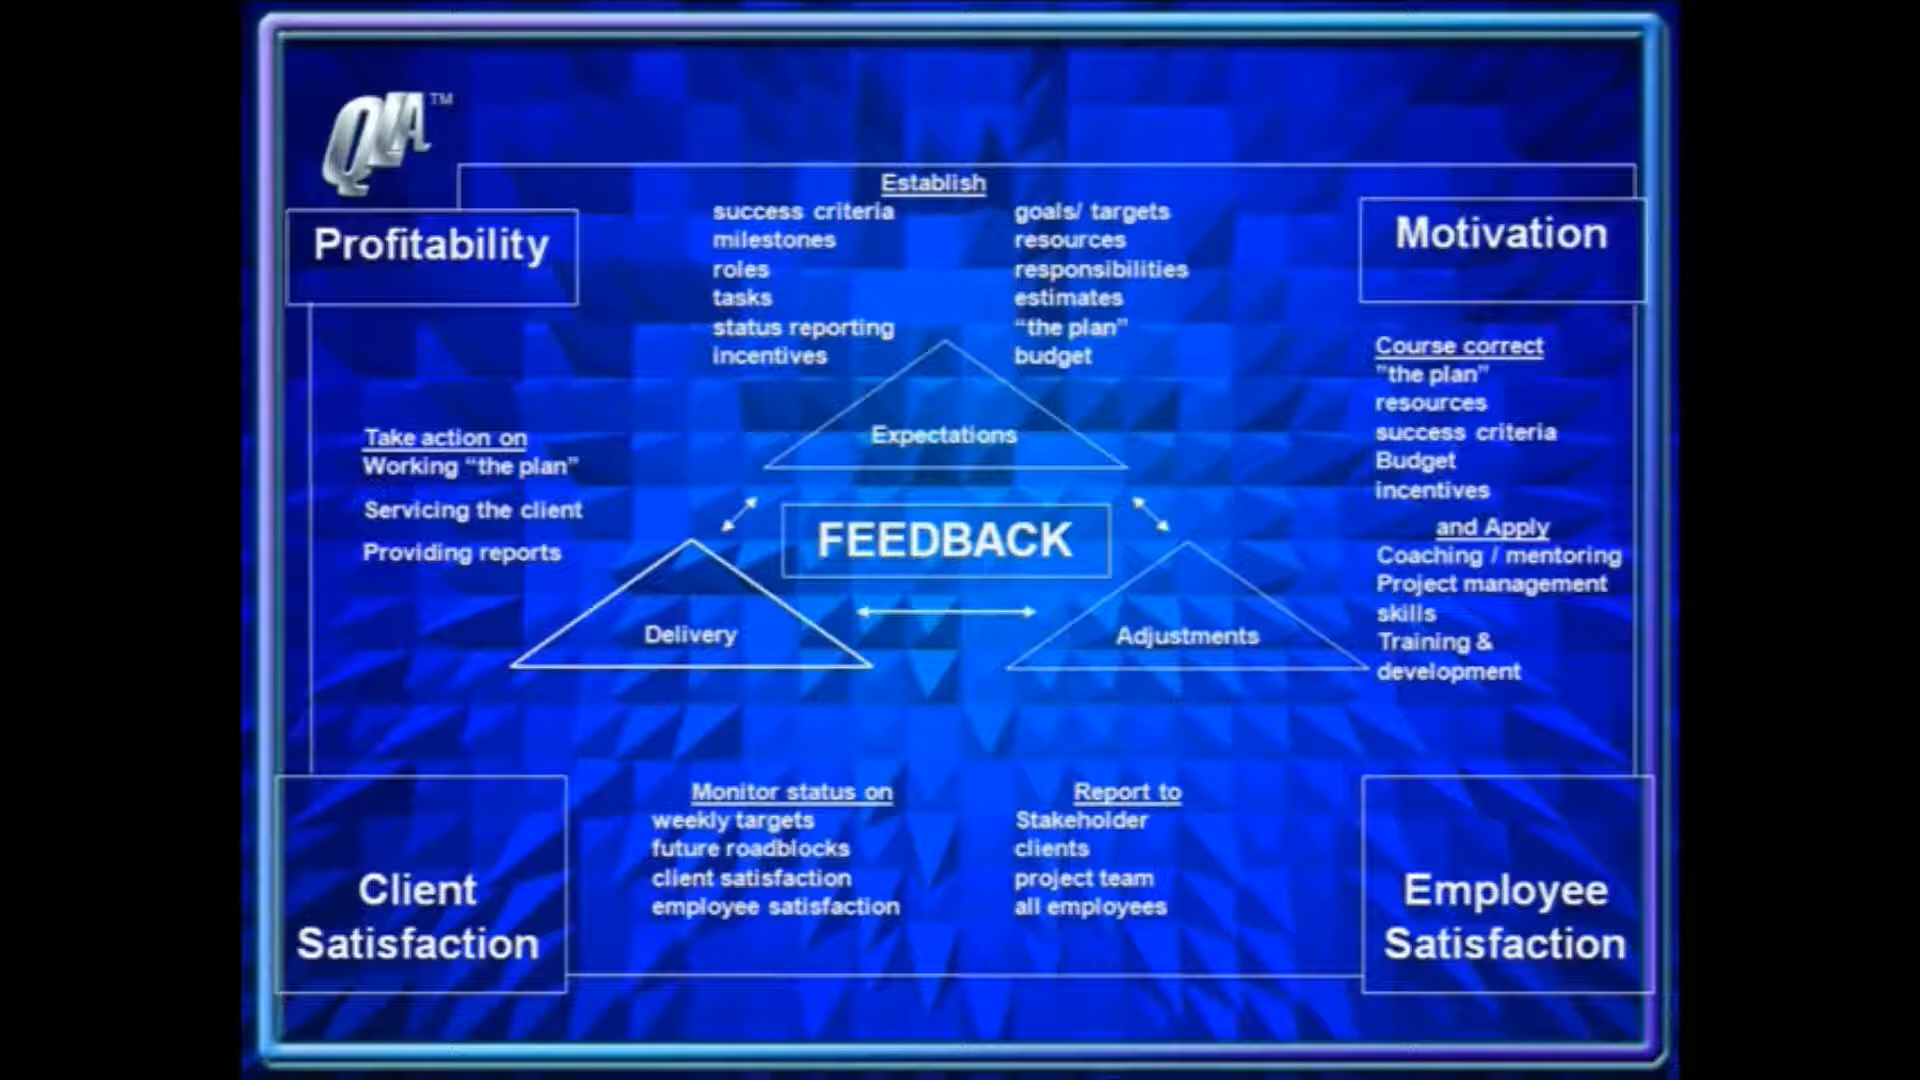 QIA™
Establish
success criteria
milestones
roles
tasks
status reporting
incentives
goals/ targets
resources
responsibilities
estimates
“the plan”
budget
Profitability
Motivation
Course correct
”the plan”
resources
success criteria
Budget
incentives
and Apply
Coaching / mentoring
Project management
skills
Training &
development
Take action on
Working “the plan”
Servicing the client
Providing reports
Expectations
FEEDBACK
Delivery
Adjustments
Monitor status on
weekly targets
future roadblocks
client satisfaction
employee satisfaction
Report to
Stakeholder
clients
project team
all employees
Client
Satisfaction
Employee
Satisfaction